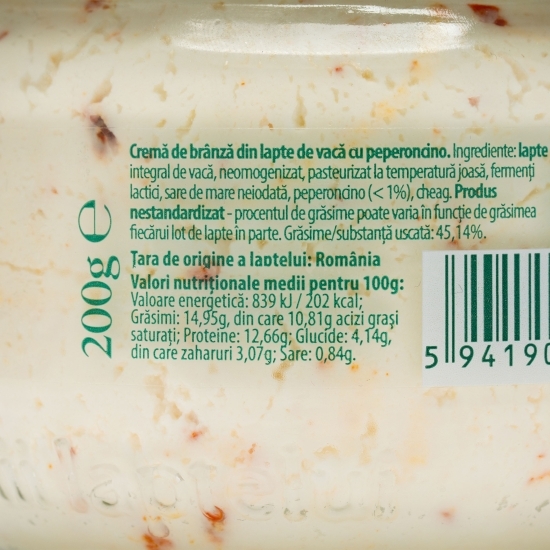 Cremă de brânză din lapte de vacă cu peperoncino. Ingrediente: lapte
integral de vacă, neomogenizat, pasteurizat la temperatură joasă, fermenți
lactici, sare de mare neiodată, peperoncino (< 1%), cheag. Produs
nestandardizat - procentul de grăsime poate varia în funcție de grăsimea
fiecărui lot de lapte în parte. Grăsime/substanță uscată: 45,14%.
Țara de origine a laptelui: România
Valori nutriționale medii pentru 100g:
Valoare energetică: 839 kJ / 202 kcal;
Grăsimi: 14,95g, din care 10,81g acizi grași
saturați; Proteine: 12,66g; Glucide: 4,14g,
din care zaharuri 3,07g; Sare: 0,84g.
200g e
5 94190